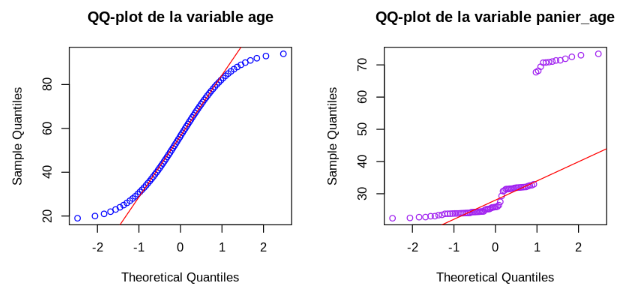 QQ-plot de la variable age
80
60
40
20
Sample Quantiles
-2 -1 0 1 2
Theoretical Quantiles
QQ-plot de la variable panier_age
70
60
50
40
30
Sample Quantiles
-2 -1 0 1 2
Theoretical Quantiles